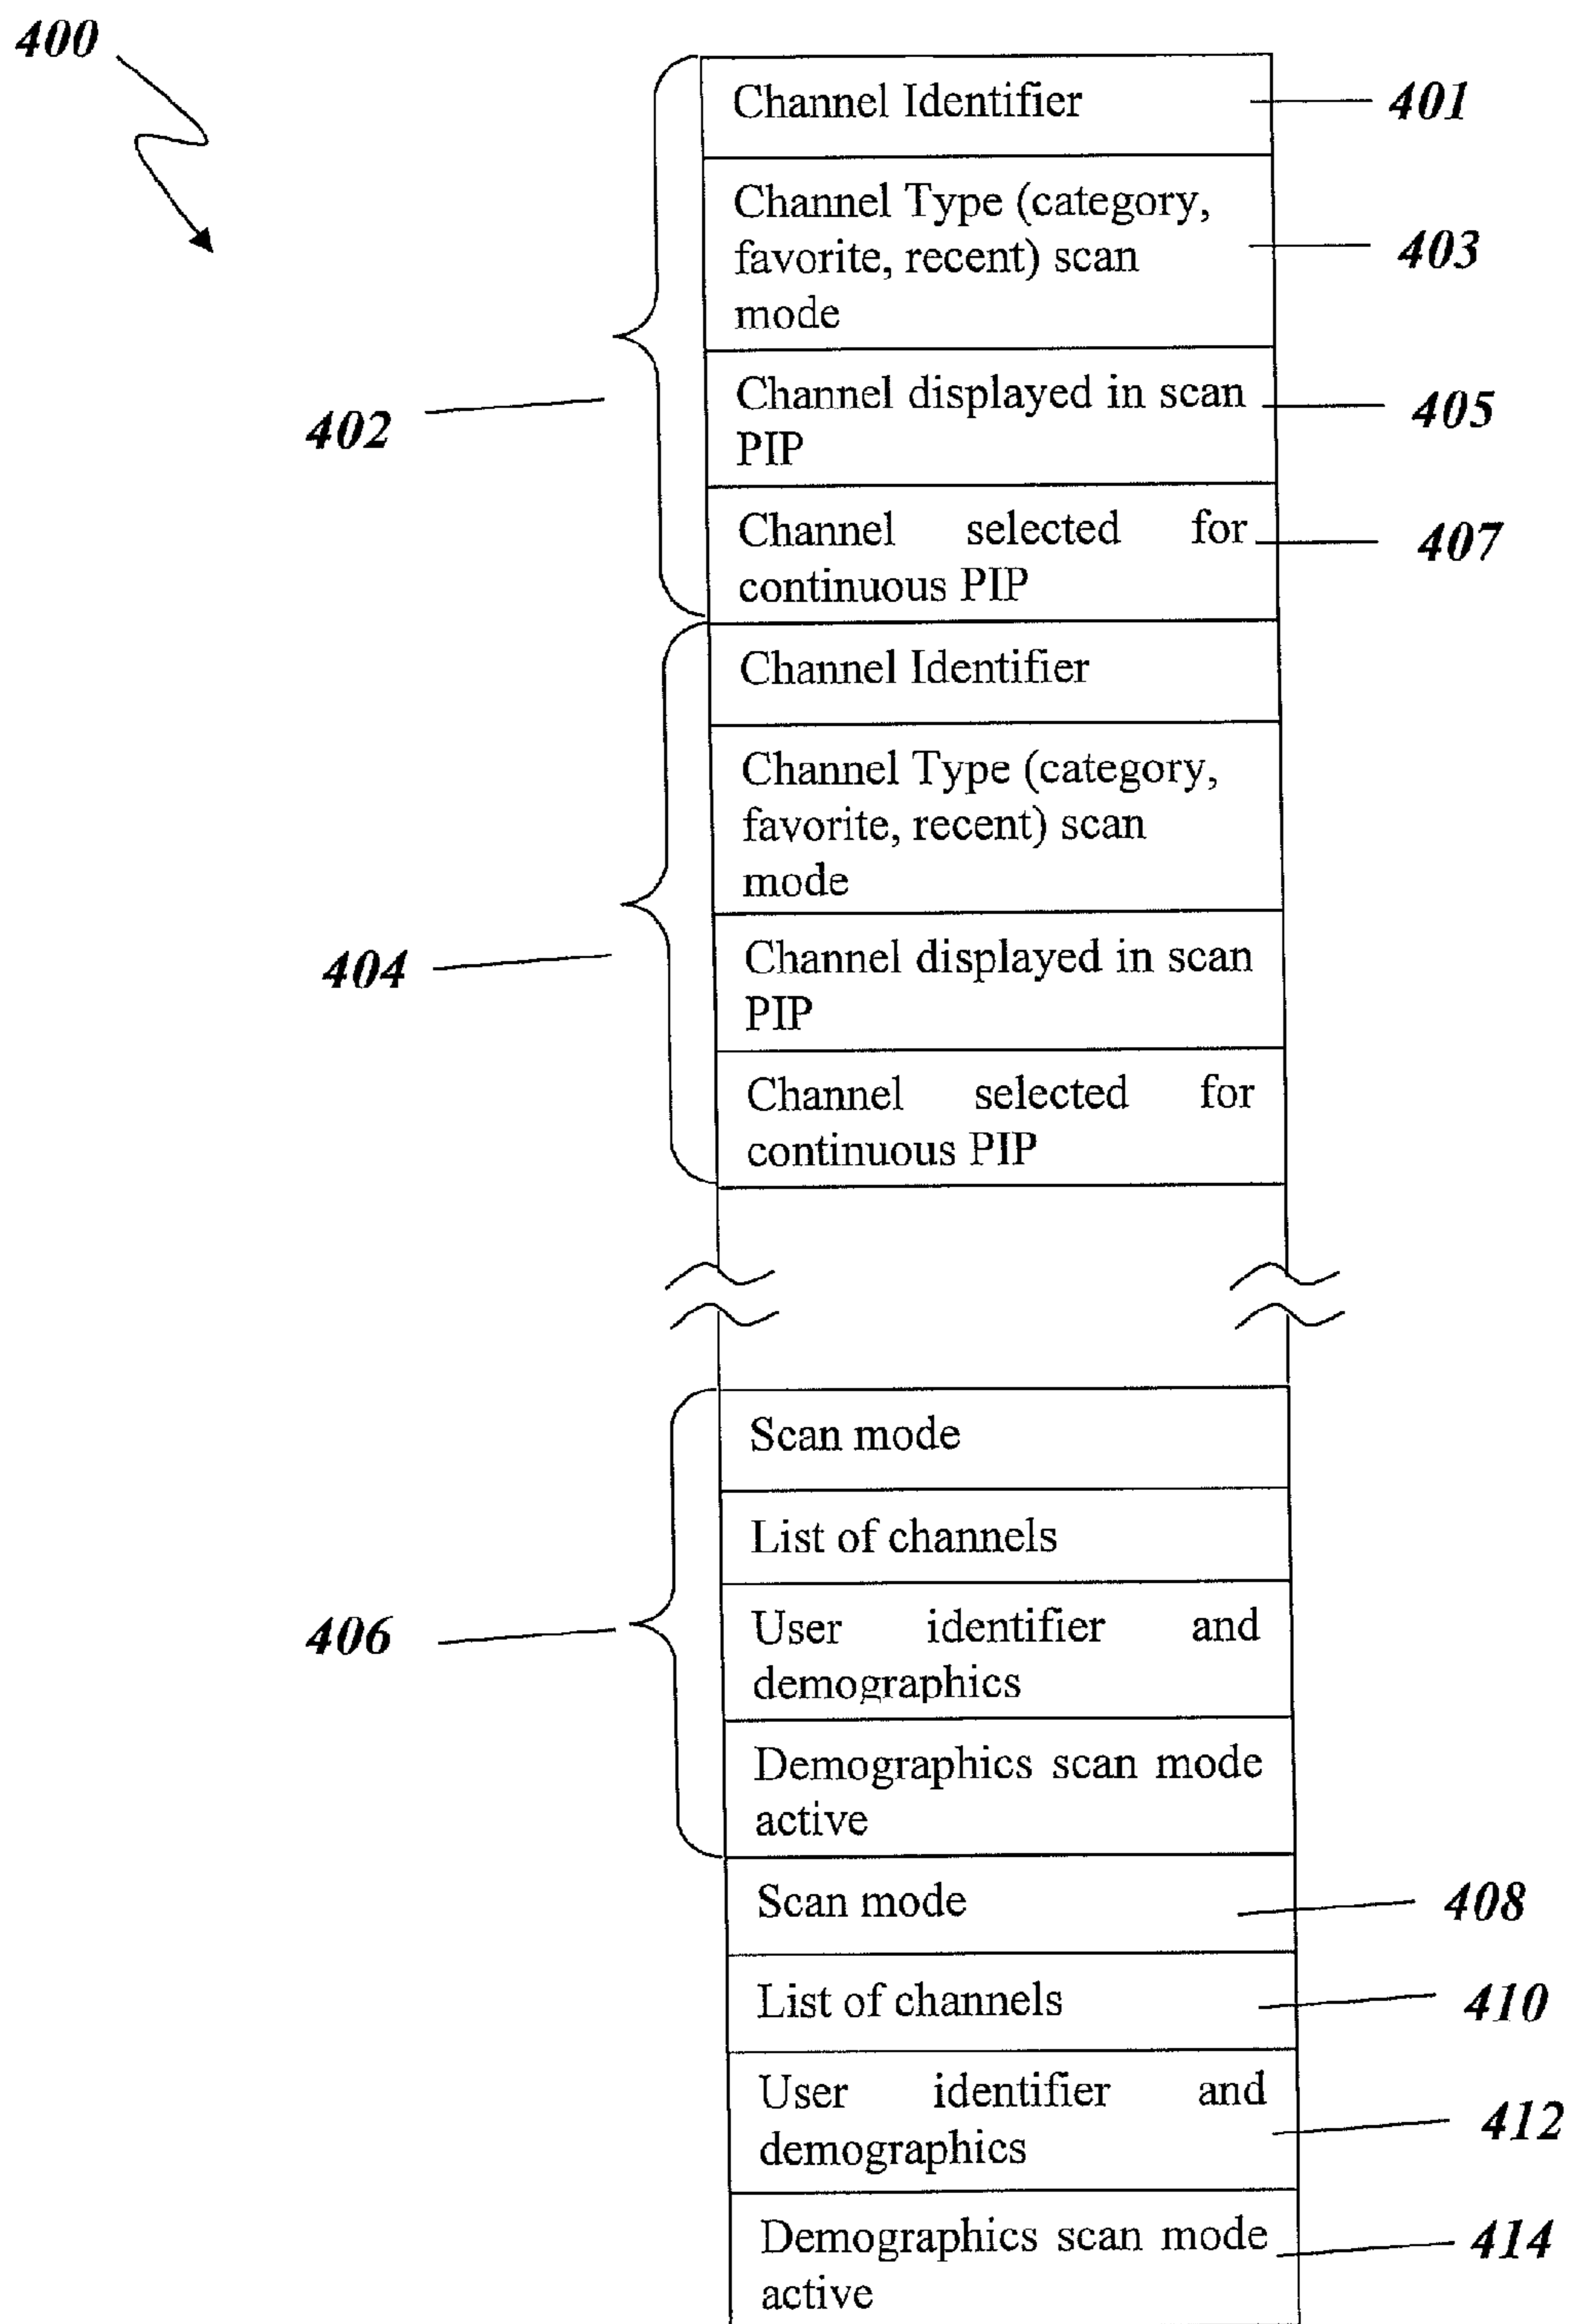 400
Channel Identifier
401
Channel Type (category,
favorite, recent) scan
mode
403
Channel displayed in scan
PIP
405
402
Channel selected for
continuous PIP
407
Channel Identifier
Channel Type (category,
favorite, recent) scan
mode
404
Channel displayed in scan
PIP
Channel selected for
continuous PIP
Scan mode
List of channels
406
User identifier and
demographics
Demographics scan mode
active
Scan mode
408
List of channels
410
User identifier and
demographics
412
Demographics scan mode
active
414